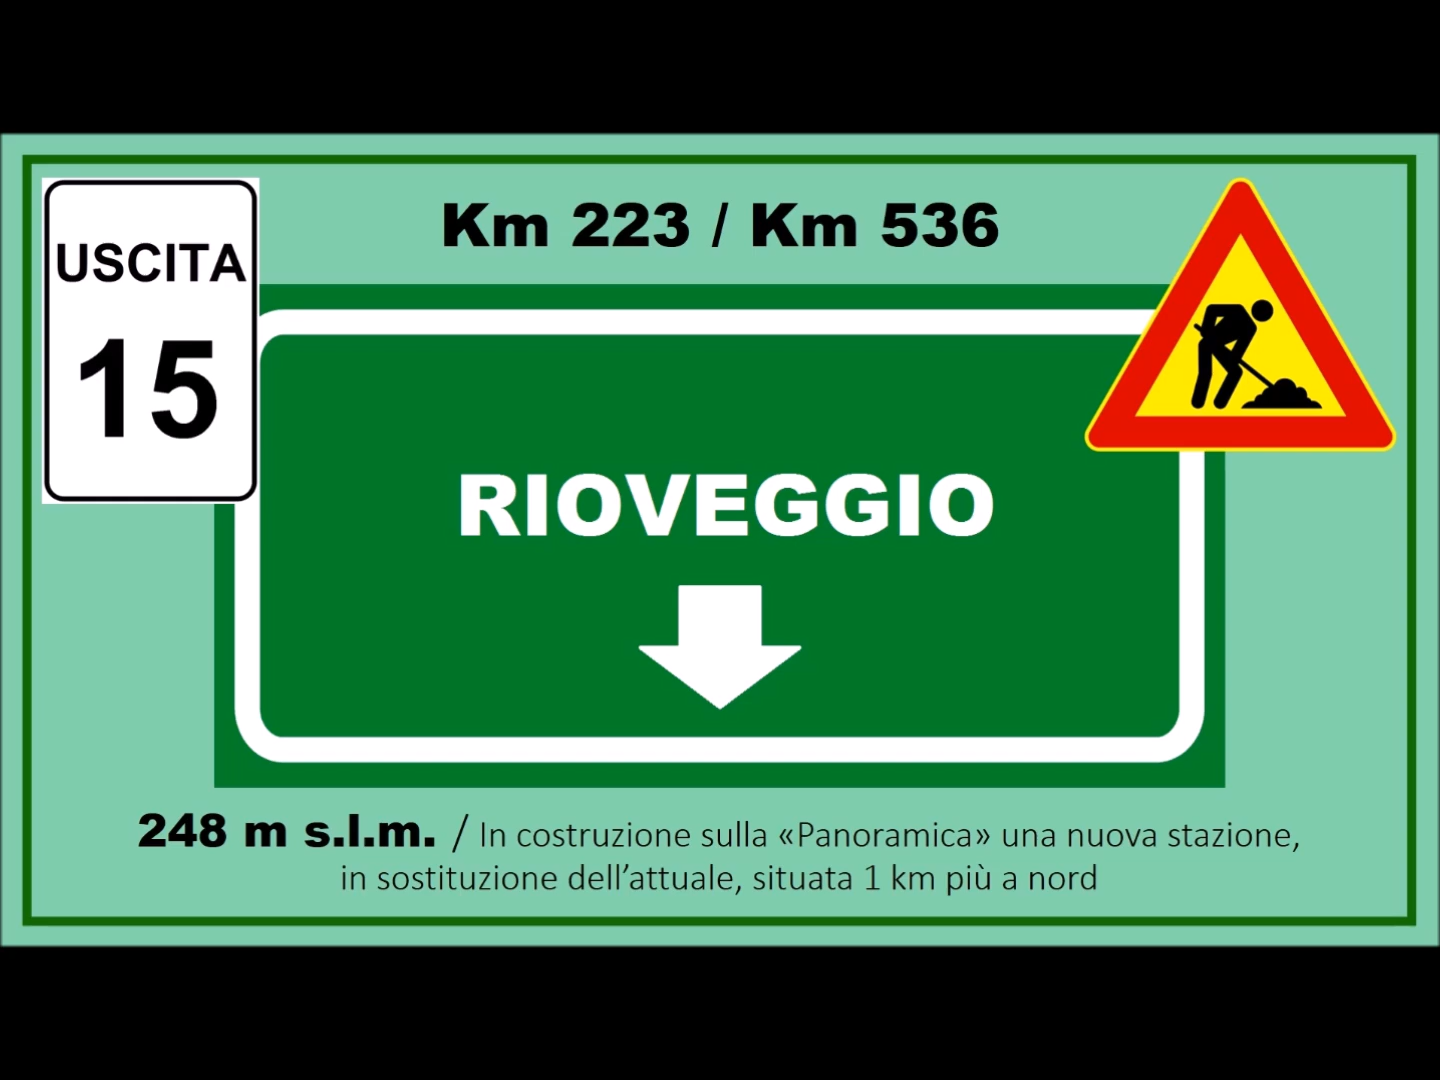 USCITA
15
Km 223 / Km 536
RIOVEGGIO
248 m s.l.m. / In costruzione sulla «Panoramica» una nuova stazione,
in sostituzione dell’attuale, situata 1 km più a nord